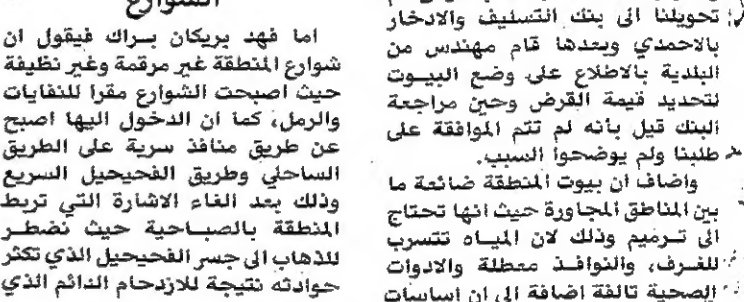 تحويلنا الى بنك التسليف والادخار
بالاحمدي وبعدها قام مهندس من
البلدية بالاطلاع على وضع البيوت
لتحديد قيمة القرض وحين مراجعة
البنك قيل بأنه لم تتم الموافقة على
طلبنا ولم يوضحوا السبب.
واضاف ان بيوت المنطقة ضائعة ما
بين المناطق المجاورة حيث انها تحتاج
الى ترميم وذلك لان المياه تتسرب
للغرف، والنوافذ معطلة والادوات
الصحية تالفة اضافة الى ان اساسات
الشوارع
اما فهد بريكان براك فيقول ان
شوارع المنطقة غير مرقمة وغير نظيفة
حيث اصبحت الشوارع مقرا للنفايات
والرمل، كما ان الدخول اليها اصبح
عن طريق منافذ سرية على الطريق
الساحلي وطريق الفحيحيل السريع
وذلك بعد الغاء الاشارة التي تربط
المنطقة بالصباحية حيث نضطر
للذهاب الى جسر الفحيحيل الذي تكثر
حوادثه نتيجة للازدحام الدائم الذي